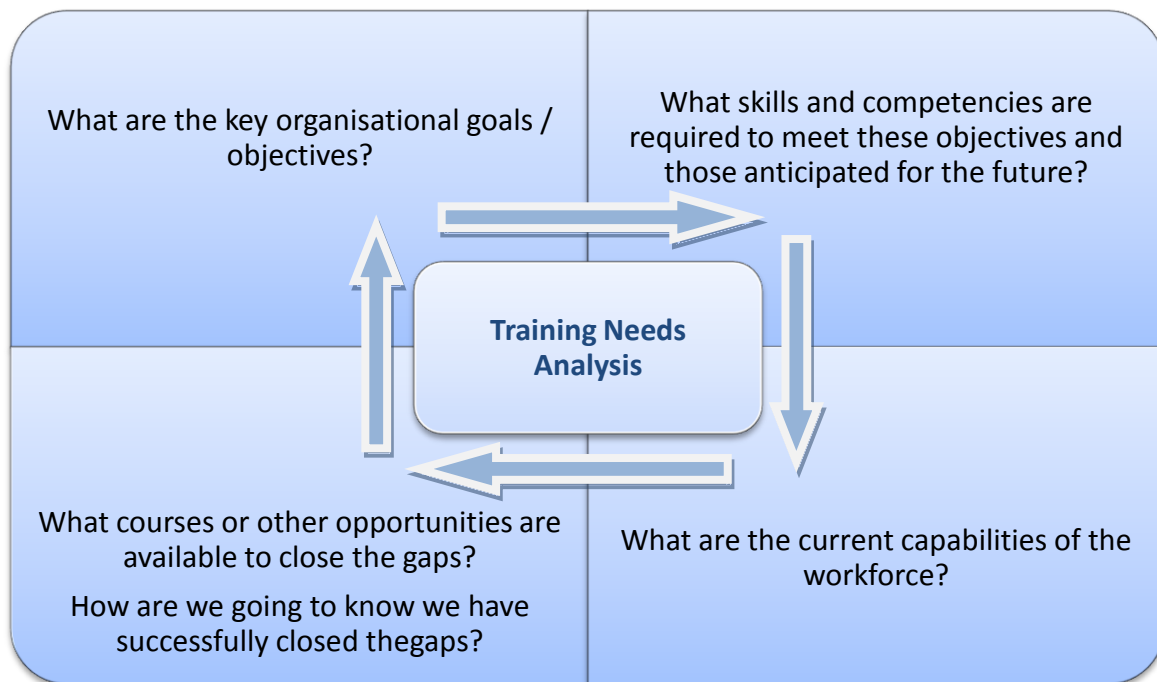 What are the key organisational goals /
objectives?
What skills and competencies are
required to meet these objectives and
those anticipated for the future?
Training Needs
Analysis
What courses or other opportunities are
available to close the gaps?
How are we going to know we have
successfully closed thegaps?
What are the current capabilities of the
workforce?